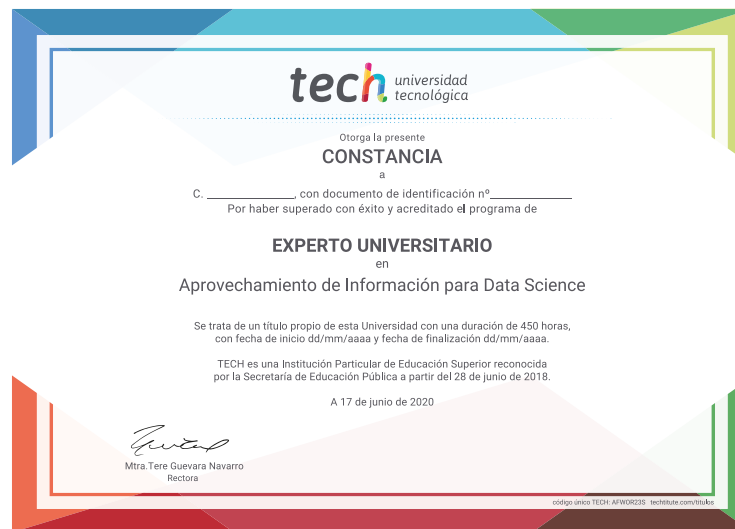 tech universidad
tecnológica
Otorga la presente
CONSTANCIA
a
C. ________________, con documento de identificación nº______________
Por haber superado con éxito y acreditado el programa de
EXPERTO UNIVERSITARIO
en
Aprovechamiento de Información para Data Science
Se trata de un título propio de esta Universidad con una duración de 450 horas,
con fecha de inicio dd/mm/aaaa y fecha de finalización dd/mm/aaaa.
TECH es una Institución Particular de Educación Superior reconocida
por la Secretaría de Educación Pública a partir del 28 de junio de 2018.
A 17 de junio de 2020
Mtra.Tere Guevara Navarro
Rectora
código único TECH: AFWOR23S techtitute.com/titulos